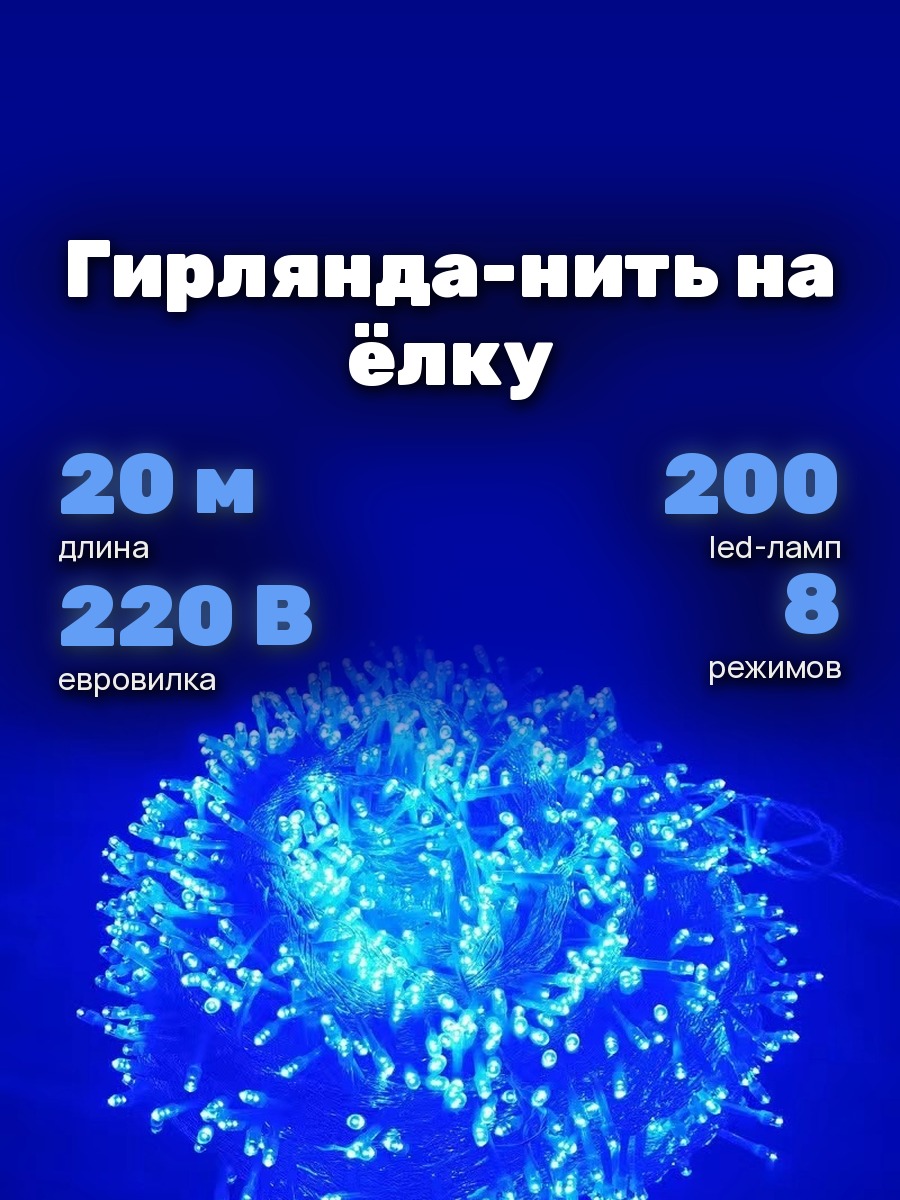 Гирлянда-нить на
ёлку
20 м
длина
220 В
евровилка
200
led-ламп
8
режимов